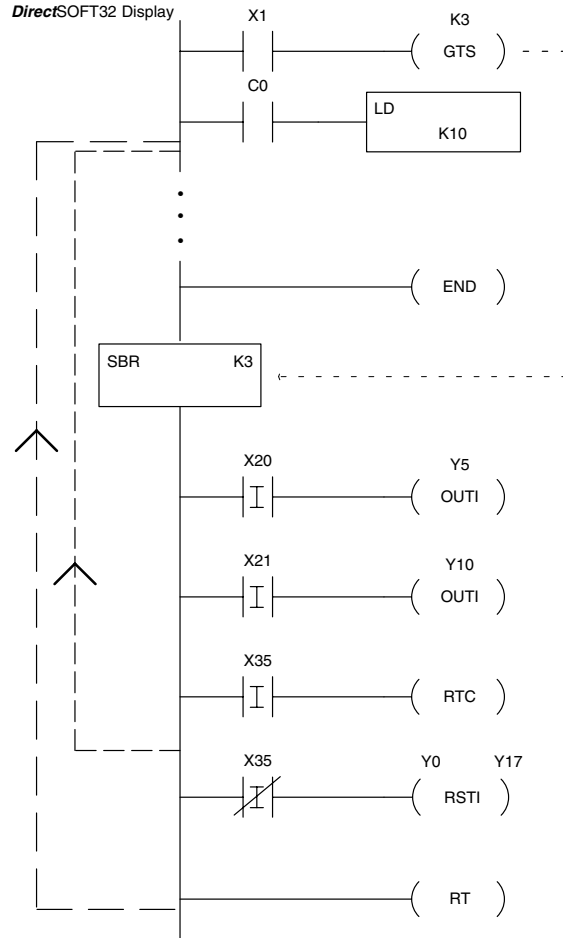 DirectSOFT32 Display
X1
K3
GTS
C0
LD
K10
END
SBR K3
X20
Y5
I
OUTI
X21
Y10
I
OUTI
X35
I
RTC
X35
Y0 Y17
I
RSTI
RT